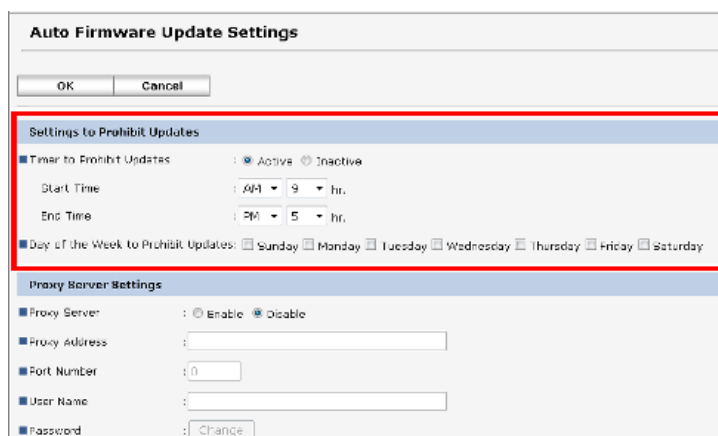 Auto Firmware Update Settings
OK Cancel
Settings to Prohibit Updates
Timer to Prohibit Updates : Active Inactive
Start Time : AM 9 hr.
End Time : PM 5 hr.
Day of the Week to Prohibit Updates: Sunday Monday Tuesday Wednesday Thursday Friday Saturday
Proxy Server Settings
Proxy Server : Enable Disable
Proxy Address :
Port Number : 0
User Name :
Password : Change